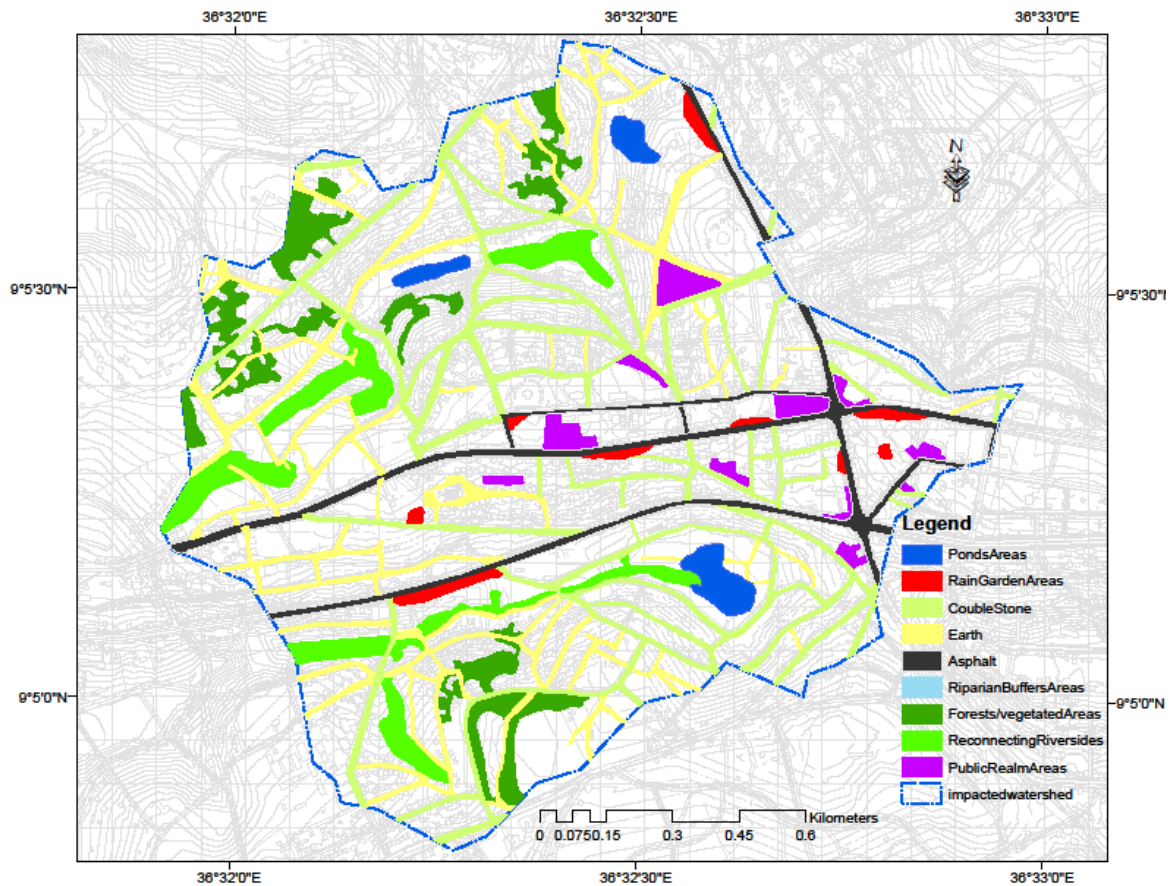 36°32'0"E
36°32'30"E
36°33'0"E
N
9°5'30"N
9°5'30"N
Legend
PondsAreas
RainGardenAreas
CoubleStone
Earth
Asphalt
RiparianBuffersAreas
Forests/vegetatedAreas
ReconnectingRiversides
PublicRealmAreas
impactedwatershed
9°5'0"N
9°5'0"N
Kilometers
0 0.0750.15 0.3 0.45 0.6
36°32'0"E
36°32'30"E
36°33'0"E